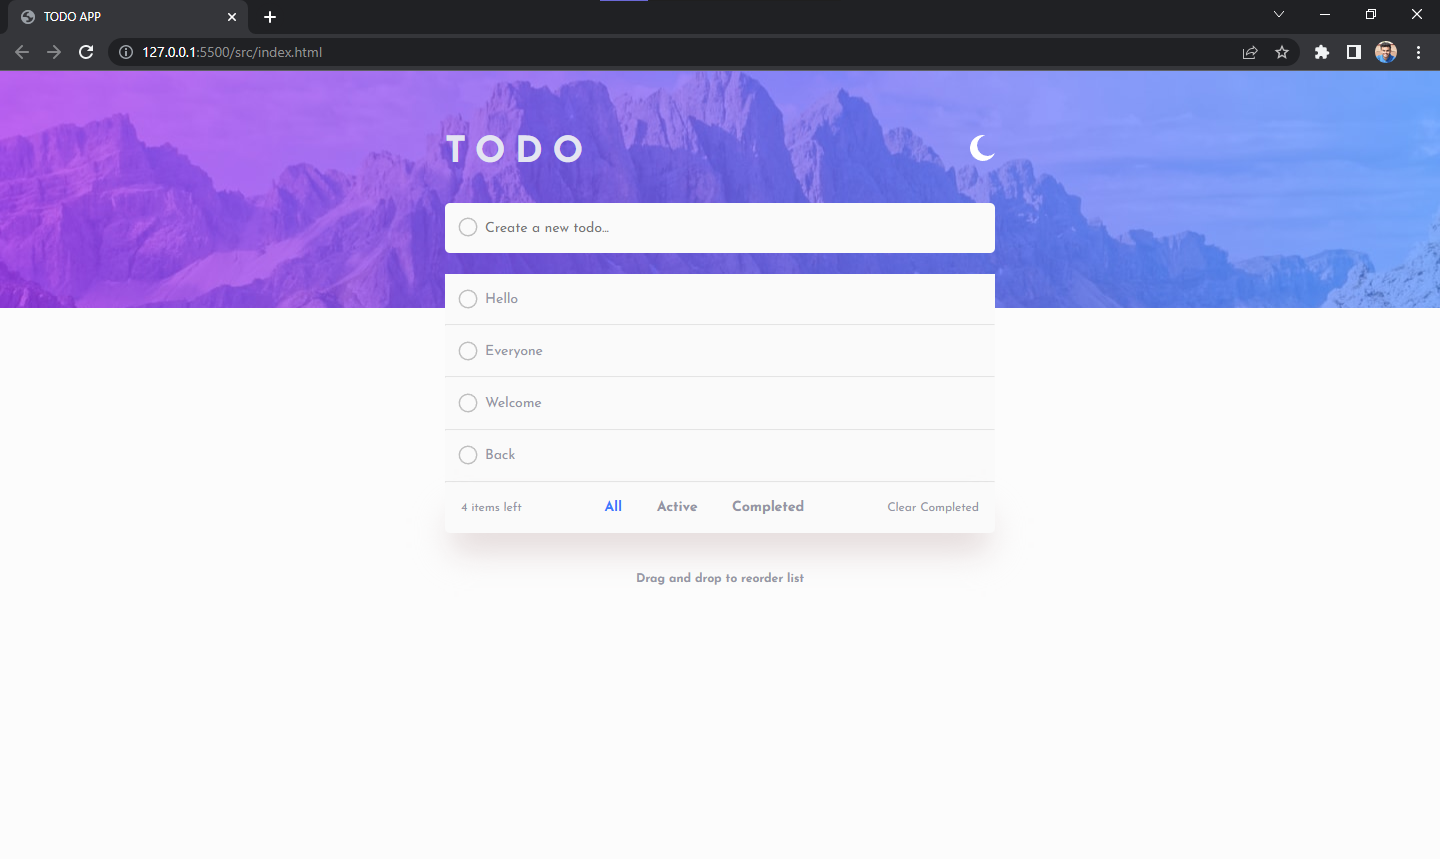 TODO APP
127.0.0.1:5500/src/index.html
TODO
Create a new todo...
Hello
Everyone
Welcome
Back
4 items left All Active Completed Clear Completed
Drag and drop to reorder list